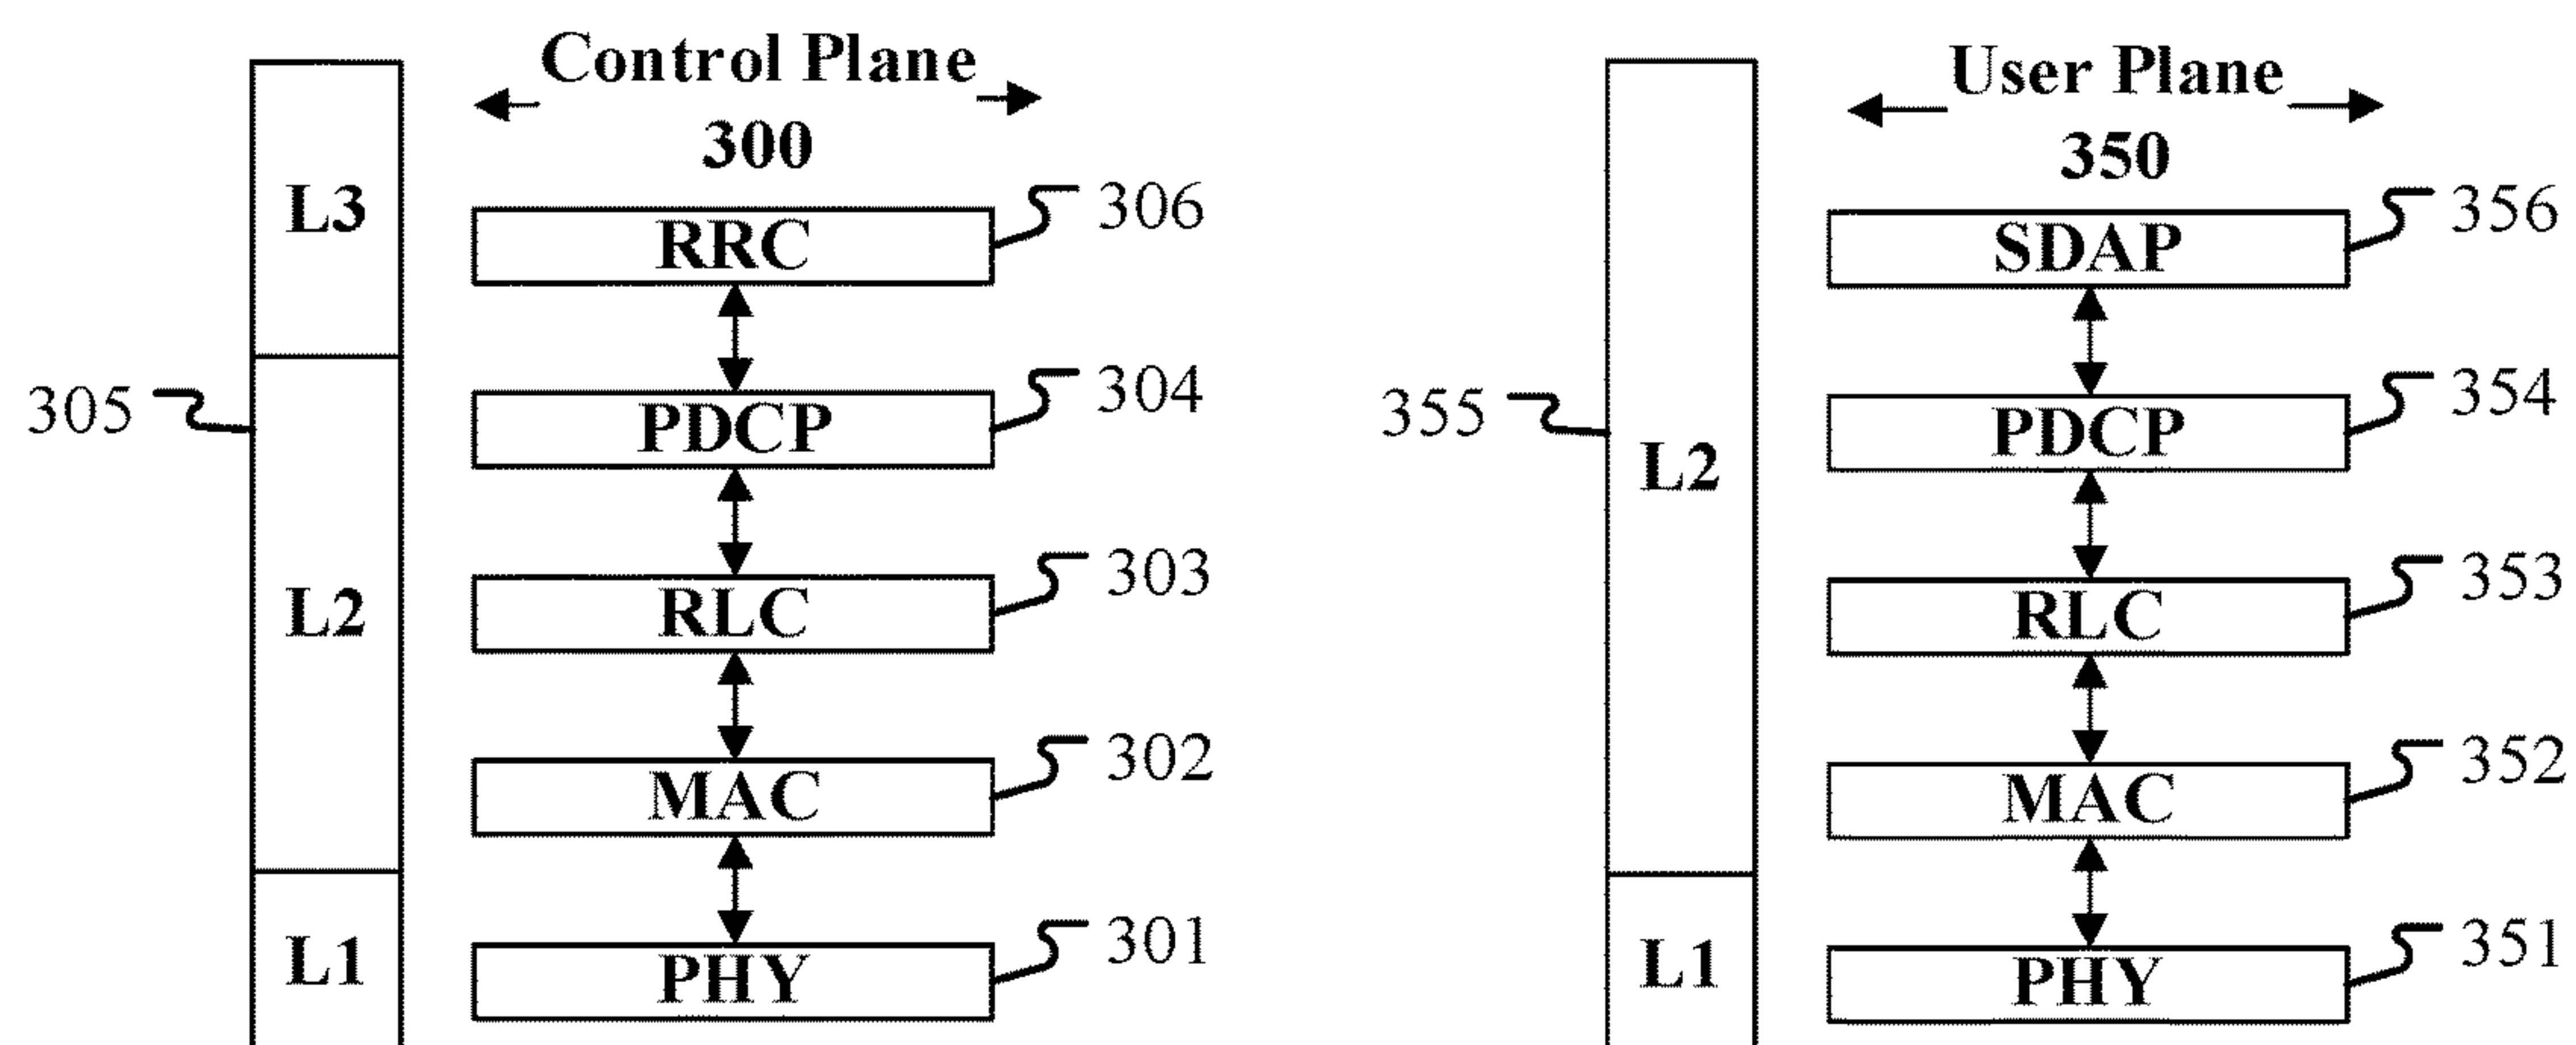 Control Plane
300
L3
RRC
306
305
PDCP
304
L2
RLC
303
MAC
302
L1
PHY
301
User Plane
350
SDAP
356
355
L2
PDCP
354
RLC
353
MAC
352
L1
PHY
351